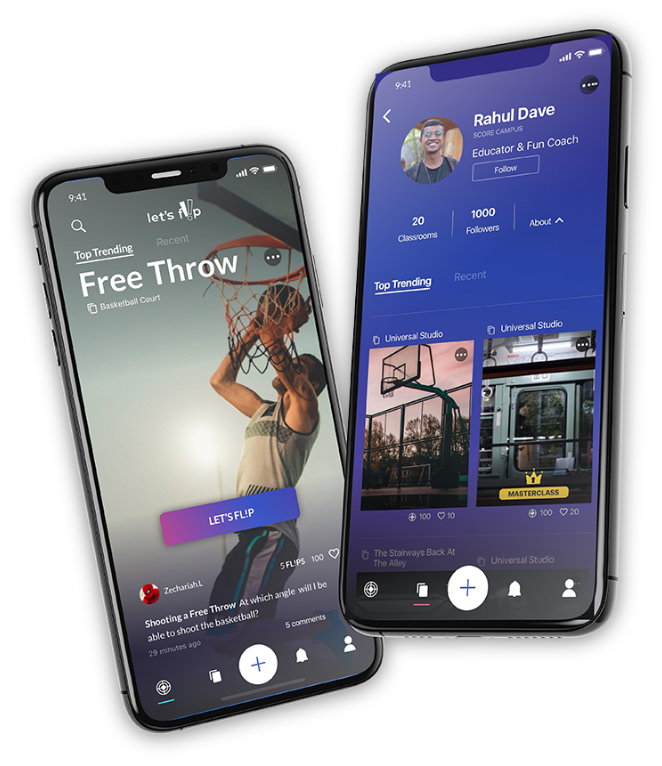 9:41
let's fl!p
Top Trending
Recent
Free Throw
Basketball Court
LET'S FL!P
5 FL!PS 100
Zechariah.L
Shooting a Free Throw At which angle will I be
able to shoot the basketball?
29 minutes ago
5 comments
9:41
Rahul Dave
SCORE CAMPUS
Educator & Fun Coach
Follow
20
Classrooms
1000
Followers
About
Top Trending
Recent
Universal Studio
100 10
Universal Studio
MASTERCLASS
100 20
The Stairways Back At
The Alley
Universal Studio